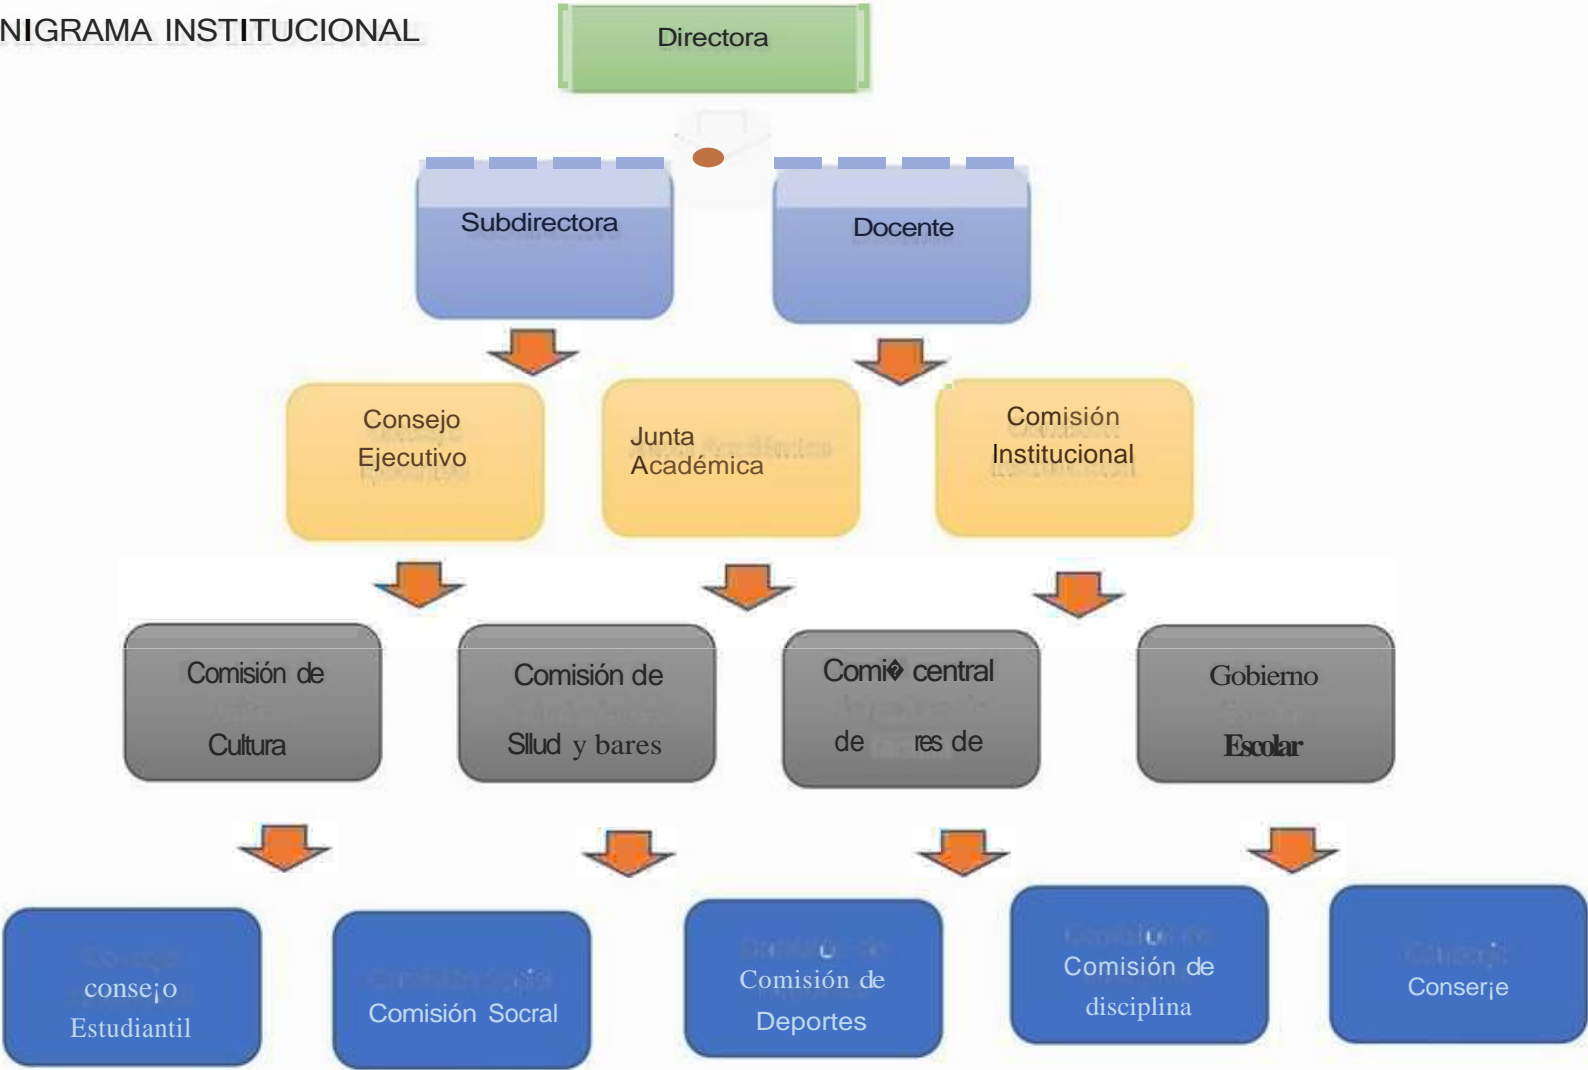 NIGRAMA INSTITUCIONAL
Directora
Subdirectora
Docente
Consejo
Ejecutivo
Junta
Académica
Comisión
Institucional
Comisión de
Cultura
Comisión de
Sllud y bares
Comi� central
de res de
Gobierno
Escolar
conse¡o
Estudiantil
Comisión Socral
Comisión de
Deportes
Comisión de
disciplina
Conser¡e